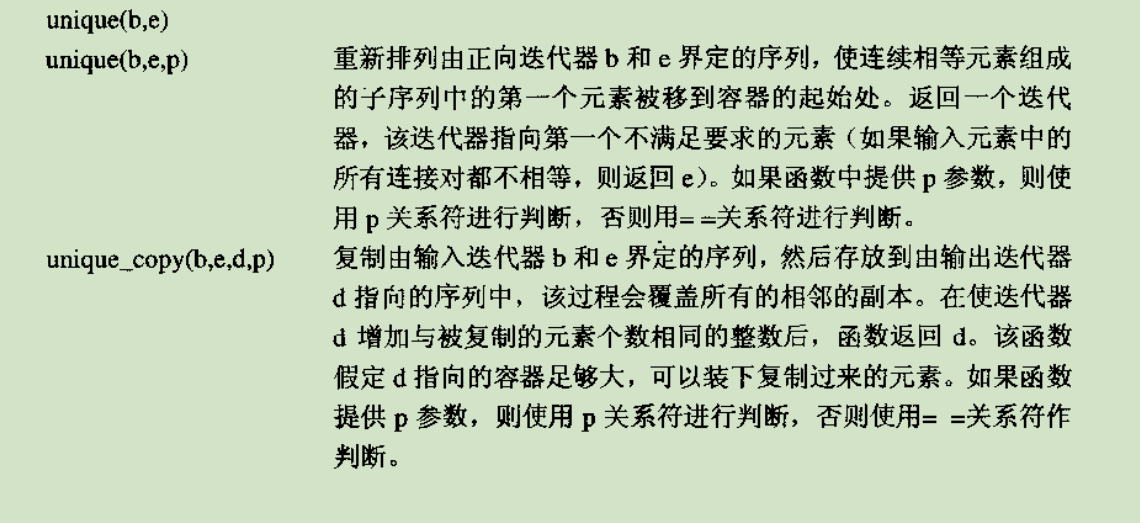 unique(b,e)
unique(b,e,p) 重新排列由正向迭代器 b 和 e 界定的序列，使连续相等元素组成
的子序列中的第一个元素被移到容器的起始处。返回一个迭代
器，该迭代器指向第一个不满足要求的元素（如果输入元素中的
所有连接对都不相等，则返回 e）。如果函数中提供 p 参数，则使
用 p 关系符进行判断，否则用= =关系符进行判断。
unique_copy(b,e,d,p) 复制由输入迭代器 b 和 e 界定的序列，然后存放到由输出迭代器
d 指向的序列中，该过程会覆盖所有的相邻的副本。在使迭代器
d 增加与被复制的元素个数相同的整数后，函数返回 d。该函数
假定 d 指向的容器足够大，可以装下复制过来的元素。如果函数
提供 p 参数，则使用 p 关系符进行判断，否则使用= =关系符作
判断。